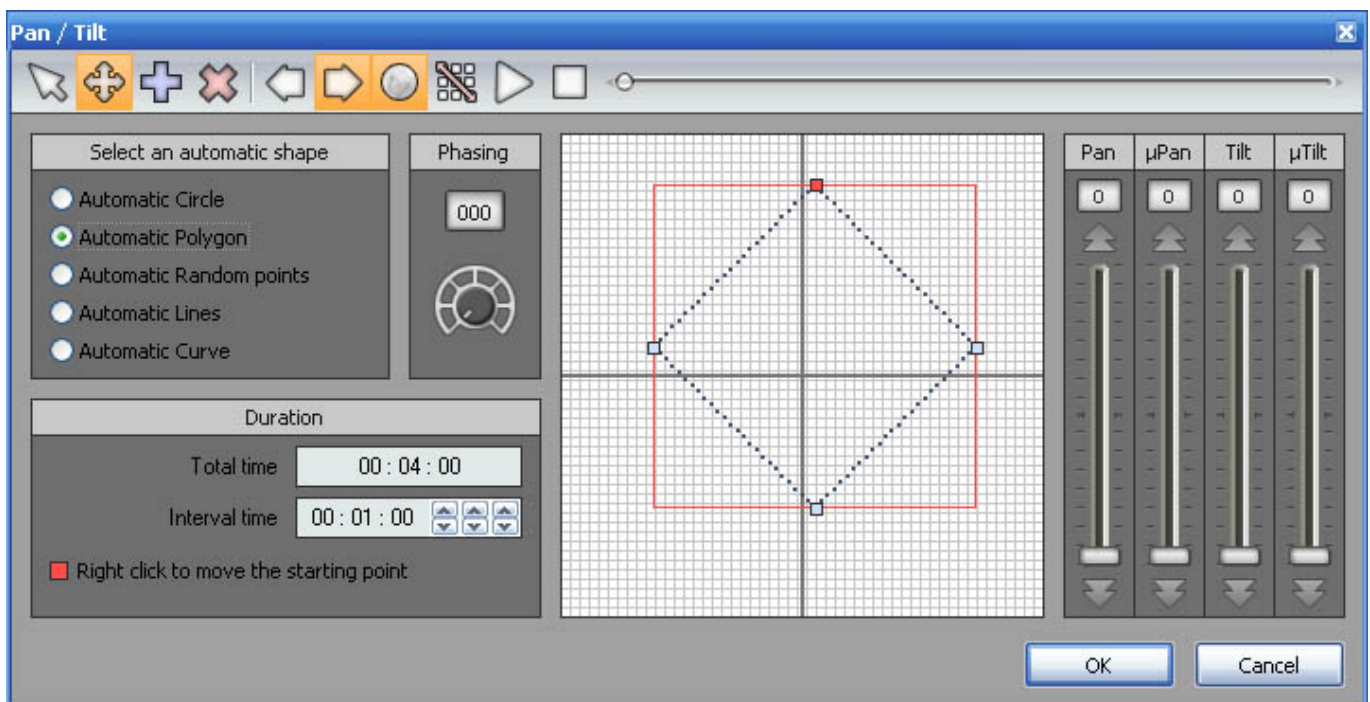 Pan / Tilt
Select an automatic shape
Automatic Circle
Automatic Polygon
Automatic Random points
Automatic Lines
Automatic Curve
Phasing
000
Duration
Total time 00 : 04 : 00
Interval time 00 : 01 : 00
Right click to move the starting point
Pan µPan Tilt µTilt
0 0 0 0
OK Cancel